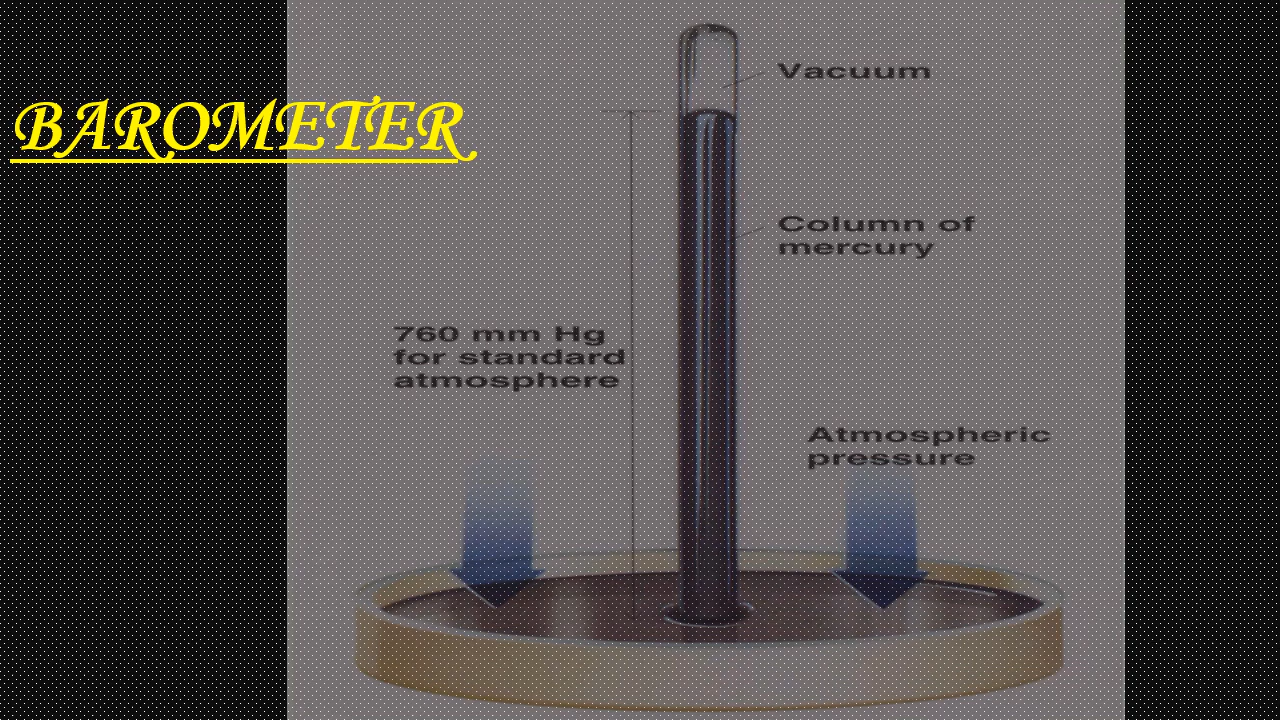 BAROMETER
Vacuum
Column of
mercury
760 mm Hg
for standard
atmosphere
Atmospheric
pressure